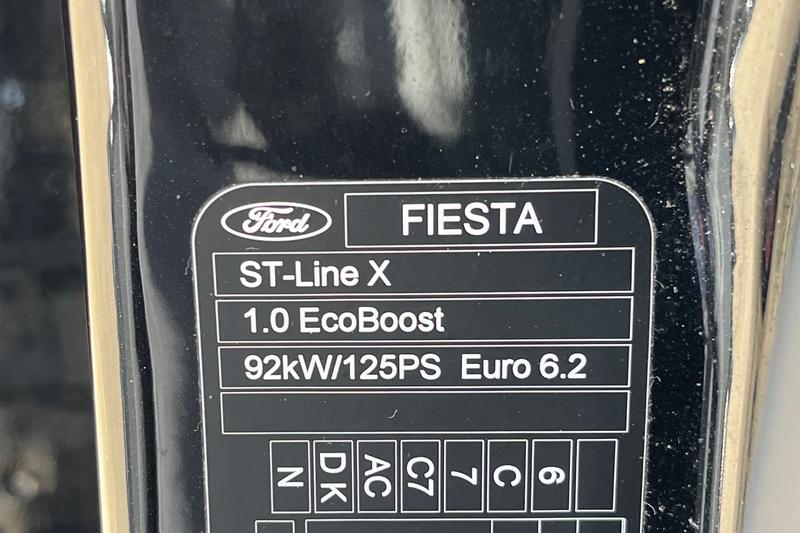 Ford FIESTA
ST-Line X
1.0 EcoBoost
92kW/125PS Euro 6.2
N DK AC C7 7 C 6